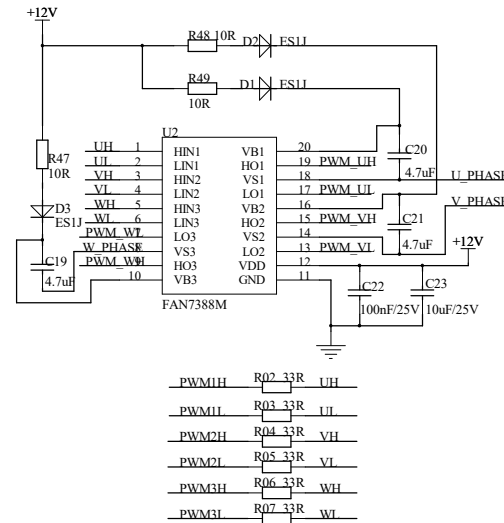 +12V
R48 10R
D2
ES1J
R49
10R
D1
ES1J
R47
10R
D3
ES1J
C19
4.7uF
U2
UH 1 HIN1 VB1 20
UL 2 LIN1 HO1 19 PWM_UH
VH 3 HIN2 VS1 18
VL 4 LIN2 LO1 17 PWM_UL
WH 5 HIN3 VB2 16
WL 6 LIN3 HO2 15 PWM_VH
PWM_WL 7 LO3 VS2 14
W_PHASE 8 VS3 LO2 13 PWM_VL
PWM_WH 9 HO3 VDD 12
10 VB3 GND 11
FAN7388M
C20
4.7uF
U_PHASE
V_PHASE
C21
4.7uF
+12V
C22
100nF/25V
C23
10uF/25V
PWM1H R02 33R UH
PWM1L R03 33R UL
PWM2H R04 33R VH
PWM2L R05 33R VL
PWM3H R06 33R WH
PWM3L R07 33R WL